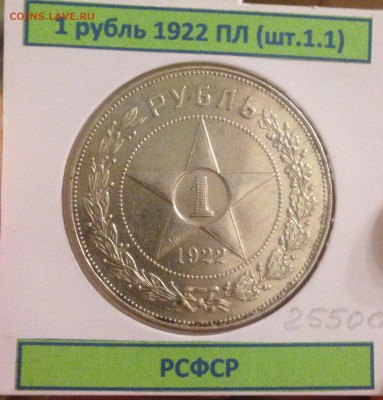 COINS.LAVE.RU
1 рубль 1922 ПЛ (шт.1.1)
РУБЛЬ
1
1922
25500
РСФСР